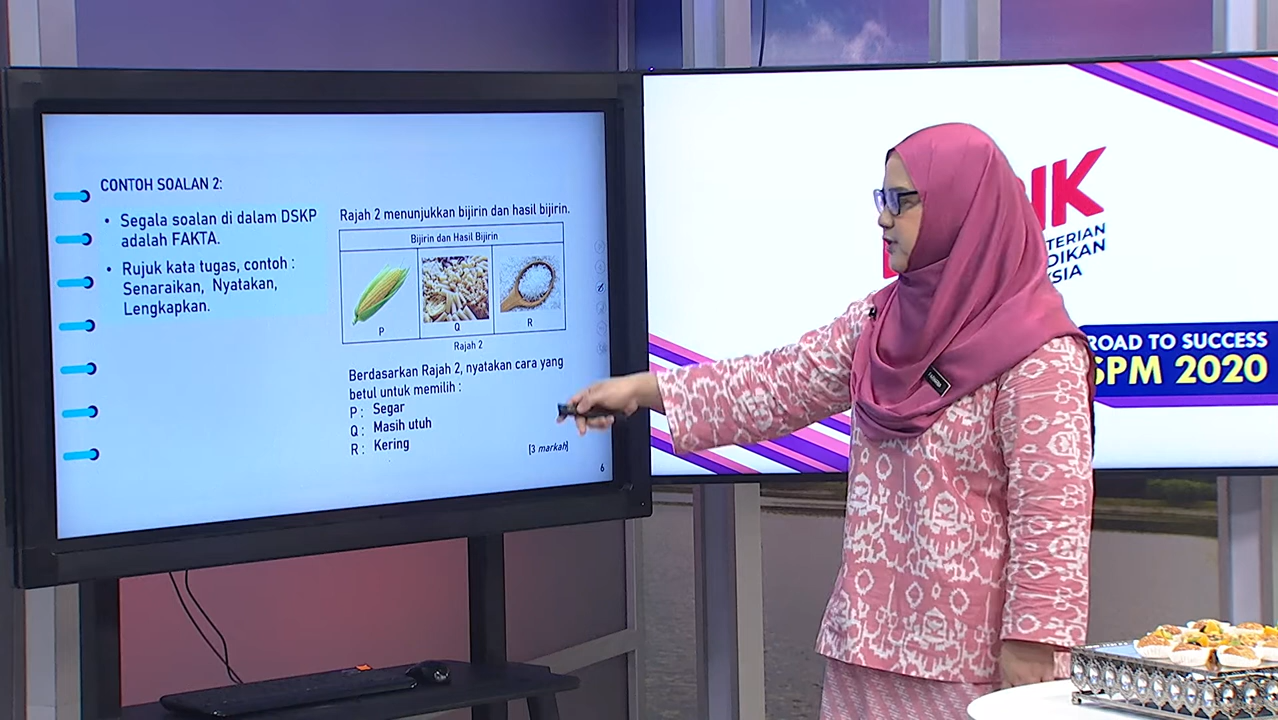 CONTOH SOALAN 2:
• Segala soalan di dalam DSKP
adalah FAKTA.
• Rujuk kata tugas, contoh :
Senaraikan, Nyatakan,
Lengkapkan.
Rajah 2 menunjukkan bijirin dan hasil bijirin.
Bijirin dan Hasil Bijirin
P
Q
R
Rajah 2
Berdasarkan Rajah 2, nyatakan cara yang
betul untuk memilih :
P : Segar
Q : Masih utuh
R : Kering
[3 markah]
6
IK
TERIAN
DIKAN
SIA
ROAD TO SUCCESS
SPM 2020